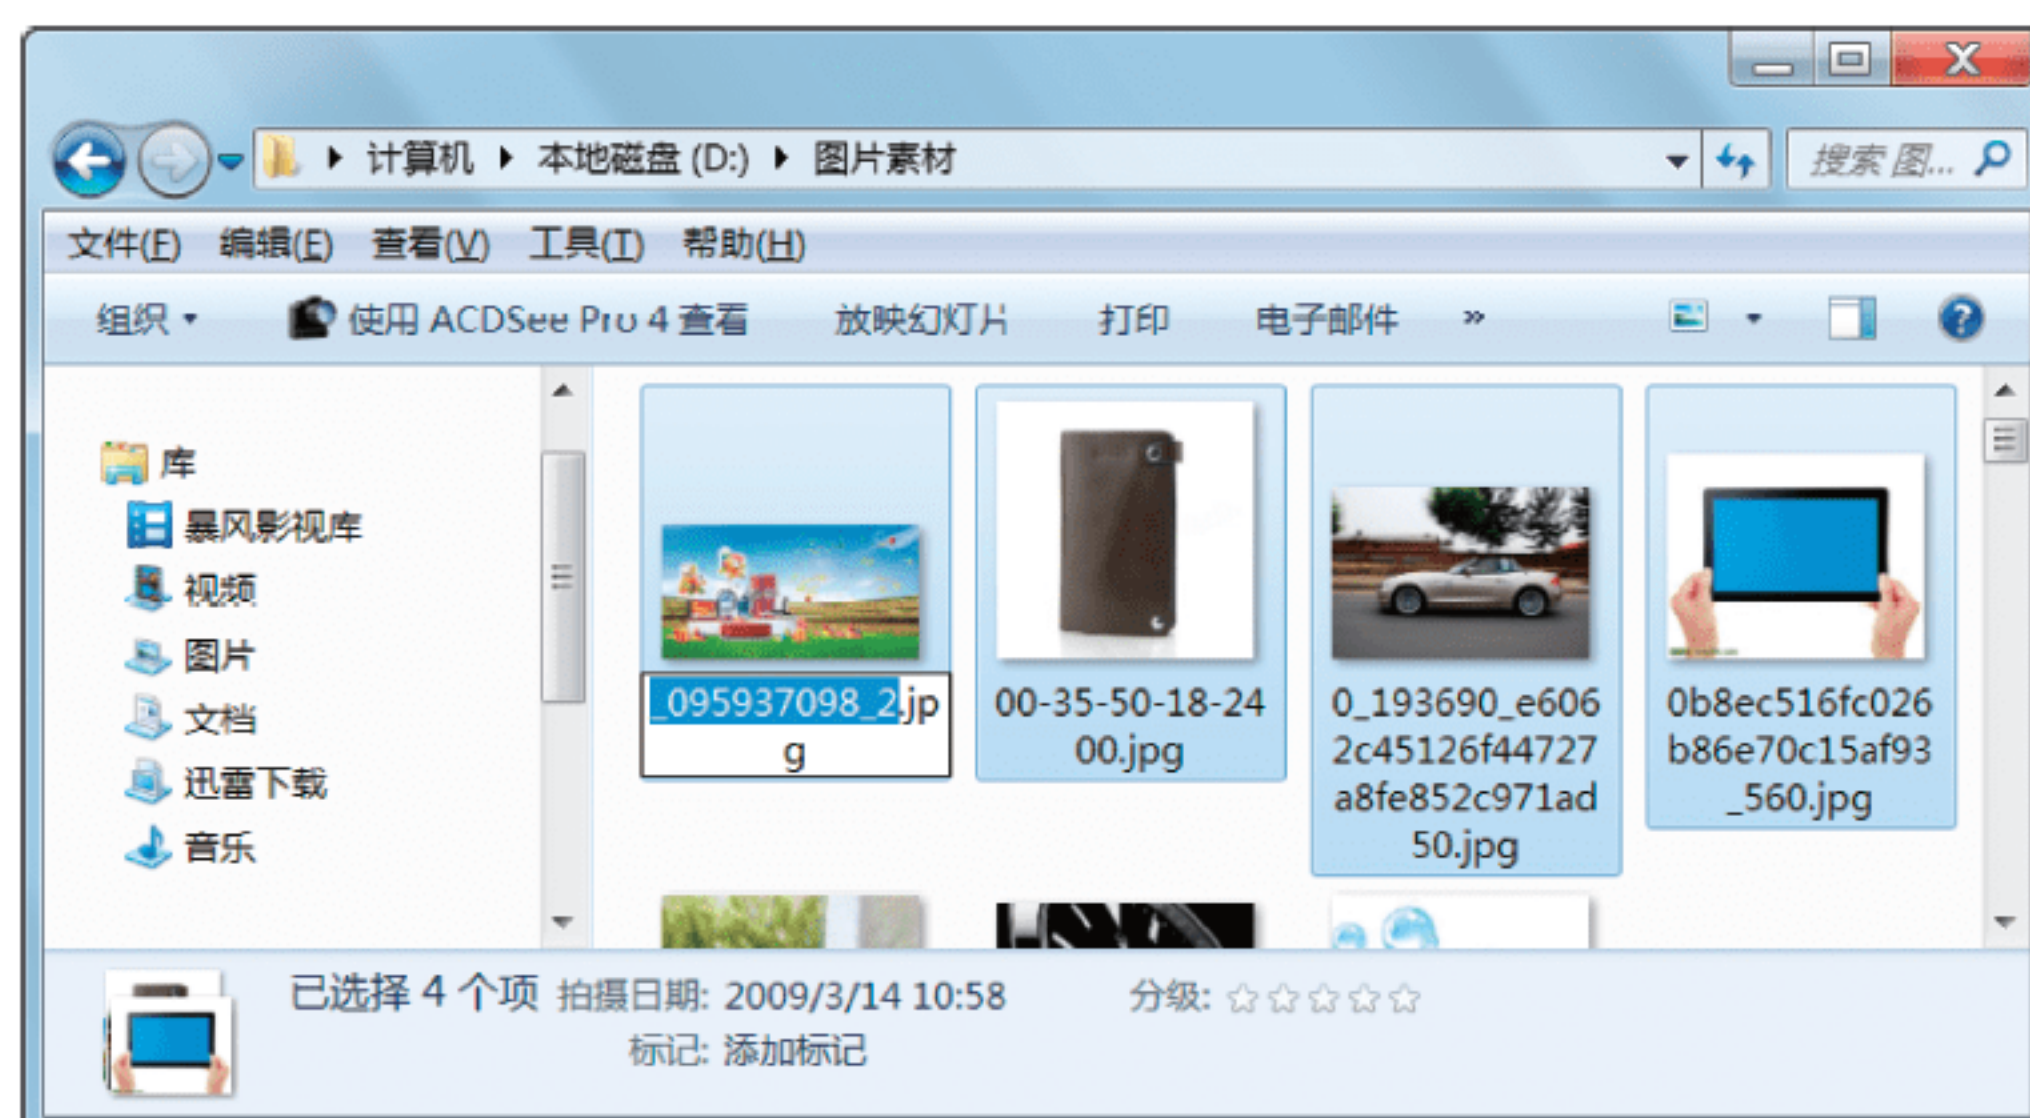 计算机 本地磁盘 (D:) 图片素材 搜索 图...
文件(F) 编辑(E) 查看(V) 工具(T) 帮助(H)
组织 使用 ACDSee Pro 4 查看 放映幻灯片 打印 电子邮件 »
库
暴风影视库
视频
图片
文档
迅雷下载
音乐
_095937098_2.jp
g
00-35-50-18-24
00.jpg
0_193690_e606
2c45126f44727
a8fe852c971ad
50.jpg
0b8ec516fc026
b86e70c15af93
_560.jpg
已选择 4 个项 拍摄日期: 2009/3/14 10:58 分级: ☆☆☆☆☆
标记: 添加标记